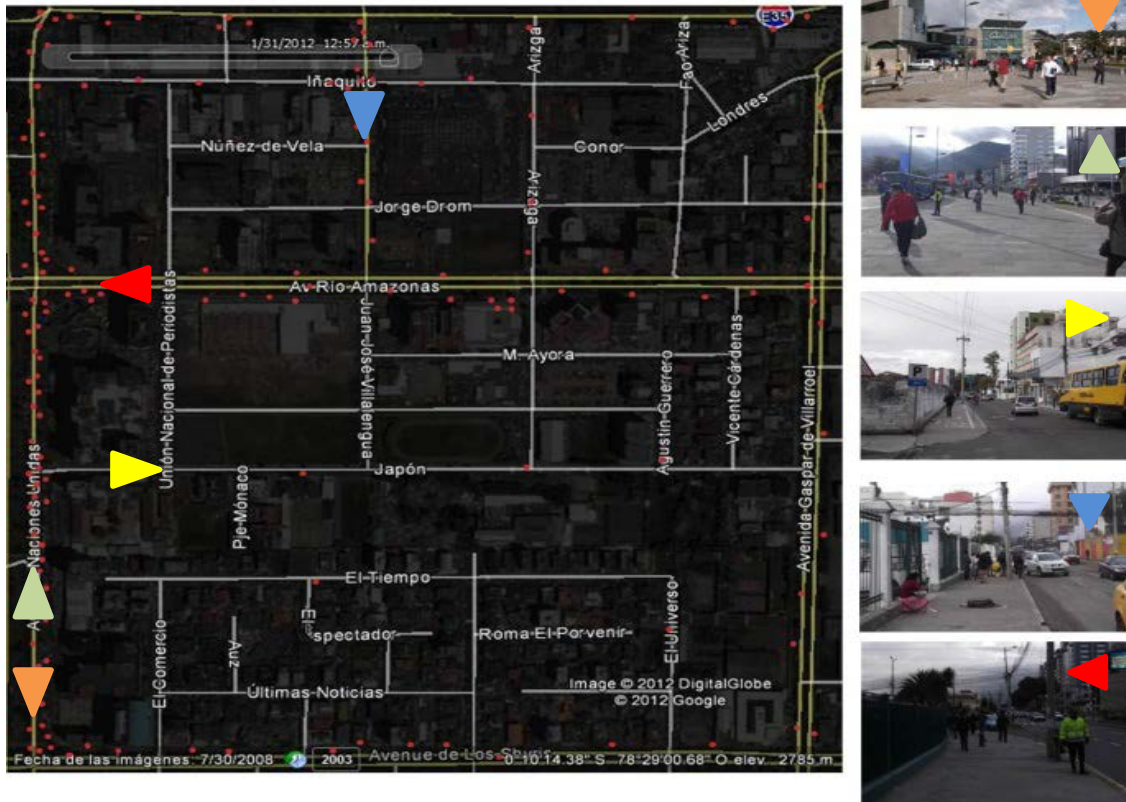 E35
1/31/2012 12:57 a.m.
Iñaquito
Arizga
Fao Ariza
Londres
Núñez de Vela
Conor
Arizaga
Jorge Drom
Av Rio Amazonas
Unión Nacional de Periodistas
Juan José Villalengua
M. Ayora
Agustín Guerrero
Vicente Cárdenas
Avenida Gaspar de Villarroel
Naciones Unidas
Japón
Pje Mónaco
El Tiempo
El Comercio
Auz
El
spectador
Roma El Porvenir
El Universo
Últimas Noticias
Image © 2012 DigitalGlobe
© 2012 Google
Fecha de las imágenes: 7/30/2008
2003
Avenue de Los Shyris
0°10'14.38" S 78°29'00.68" O elev. 2785 m
P